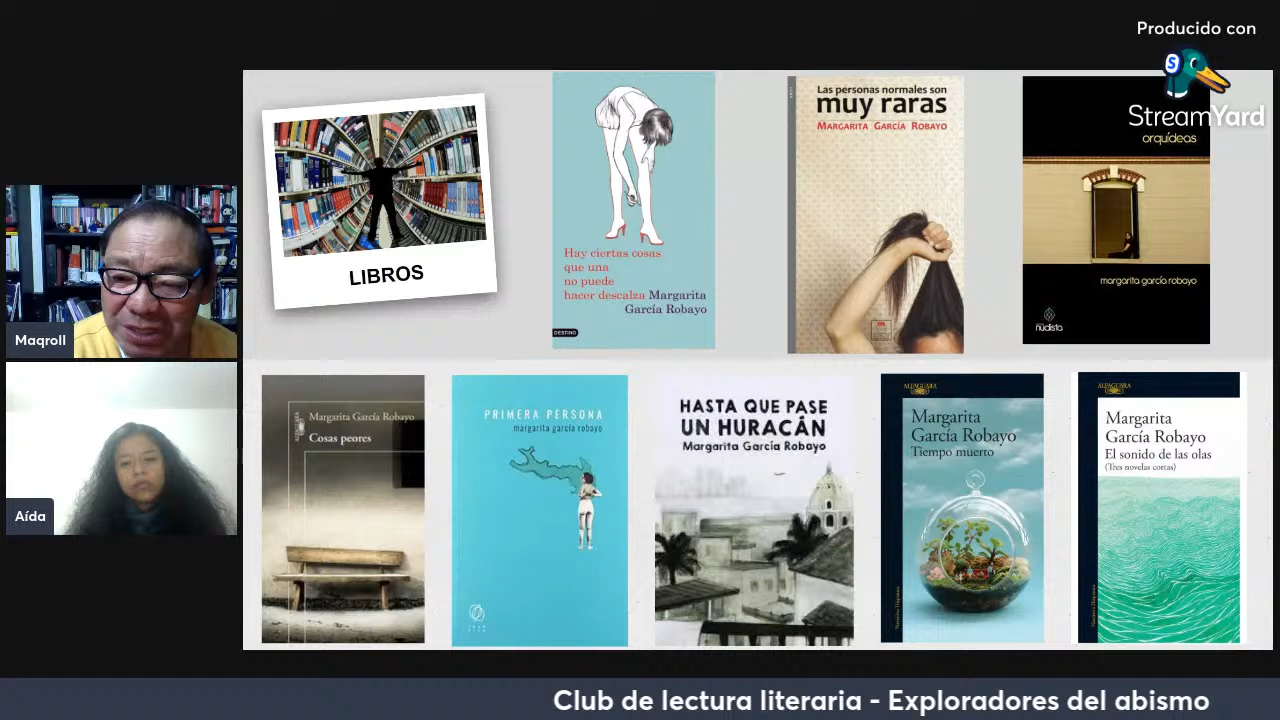 Producido con
StreamYard
LIBROS
Hay ciertas cosas
que una
no puede
hacer descalza Margarita
García Robayo
DESTINO
Las personas normales son
muy raras
MARGARITA GARCÍA ROBAYO
orquídeas
margarita garcía robayo
nudista
Maqroll
Aída
ALFAGUARA
Margarita García Robayo
Cosas peores
PRIMERA PERSONA
margarita garcía robayo
HASTA QUE PASE
UN HURACÁN
Margarita García Robayo
ALFAGUARA
Margarita
García Robayo
Tiempo muerto
ALFAGUARA
Margarita
García Robayo
El sonido de las olas
(Tres novelas cortas)
Club de lectura literaria - Exploradores del abismo